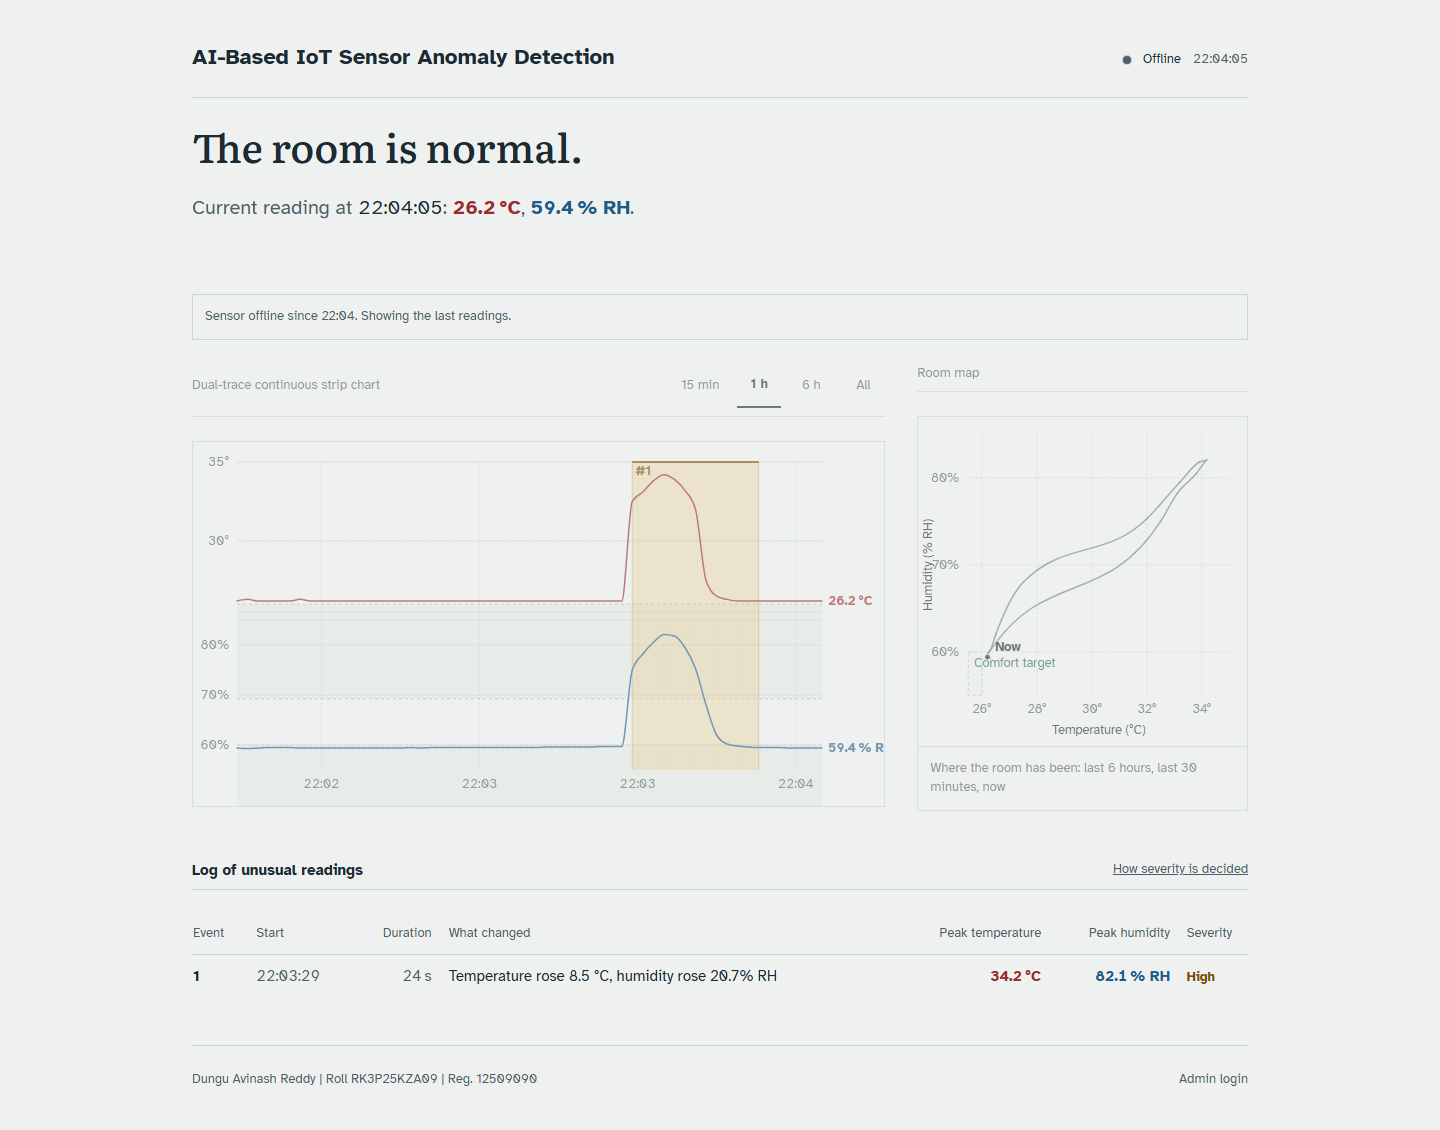 AI-Based IoT Sensor Anomaly Detection
Offline 22:04:05
The room is normal.
Current reading at 22:04:05: 26.2 °C, 59.4 % RH.
Sensor offline since 22:04. Showing the last readings.
Dual-trace continuous strip chart
15 min 1 h 6 h All
35°
#1
30°
26.2 °C
80%
70%
60%
59.4 % R
22:02 22:03 22:03 22:04
Room map
80%
Humidity (% RH)
70%
60%
Now
Comfort target
26° 28° 30° 32° 34°
Temperature (°C)
Where the room has been: last 6 hours, last 30
minutes, now
Log of unusual readings
How severity is decided
Event Start Duration What changed Peak temperature Peak humidity Severity
1 22:03:29 24 s Temperature rose 8.5 °C, humidity rose 20.7% RH 34.2 °C 82.1 % RH High
Dungu Avinash Reddy | Roll RK3P25KZA09 | Reg. 12509090
Admin login